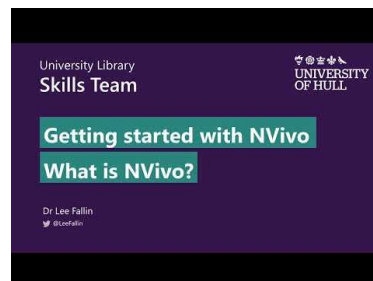 University Library
Skills Team
UNIVERSITY
OF HULL
Getting started with NVivo
What is NVivo?
Dr Lee Fallin
@LeeFallin